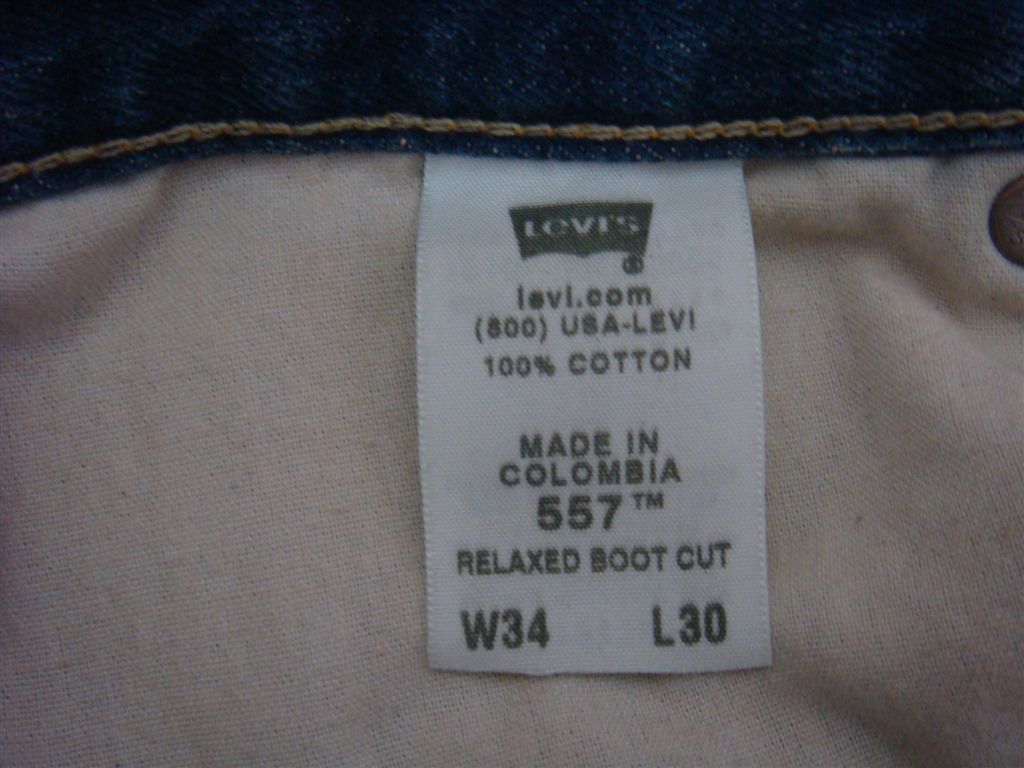 LEVI'S
®
levi.com
(800) USA-LEVI
100% COTTON
MADE IN
COLOMBIA
557™
RELAXED BOOT CUT
W34 L30